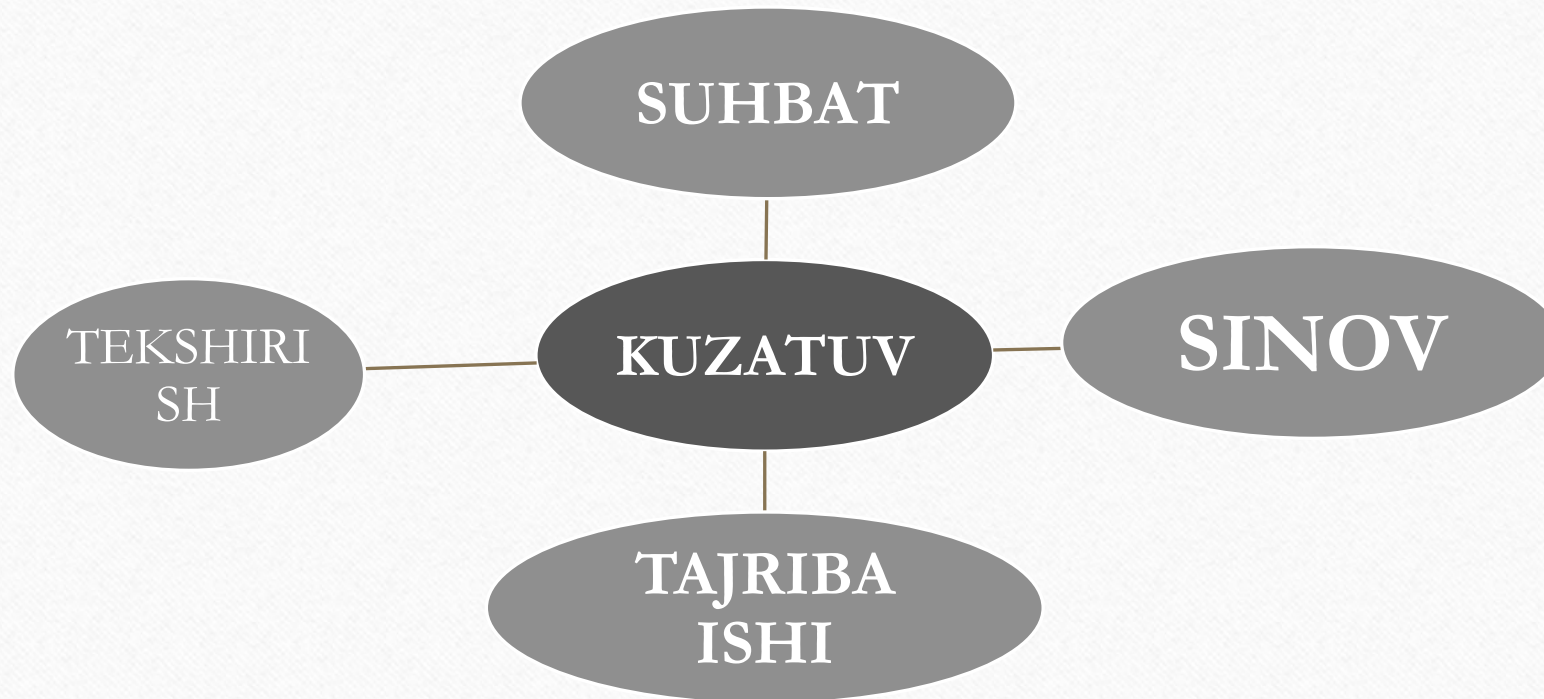 SUHBAT
TEKSHIRI
SH
KUZATUV
SINOV
TAJRIBA
ISHI